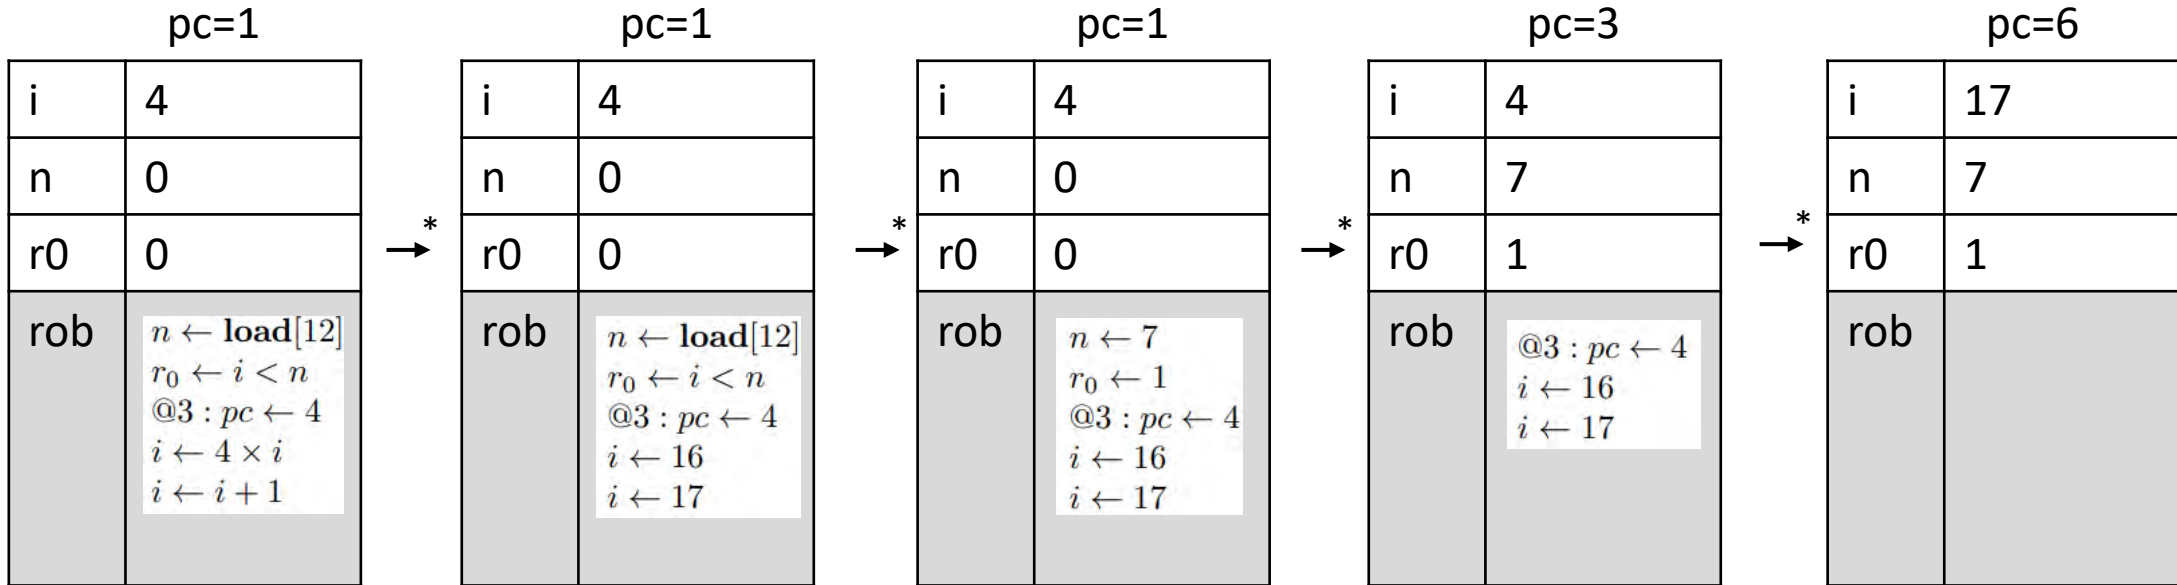 pc=1
i 4
n 0
r0 0
rob
n ← load[12]
r₀ ← i < n
@3 : pc ← 4
i ← 4 × i
i ← i + 1
→*
pc=1
i 4
n 0
r0 0
rob
n ← load[12]
r₀ ← i < n
@3 : pc ← 4
i ← 16
i ← 17
→*
pc=1
i 4
n 0
r0 0
rob
n ← 7
r₀ ← 1
@3 : pc ← 4
i ← 16
i ← 17
→*
pc=3
i 4
n 7
r0 1
rob
@3 : pc ← 4
i ← 16
i ← 17
→*
pc=6
i 17
n 7
r0 1
rob